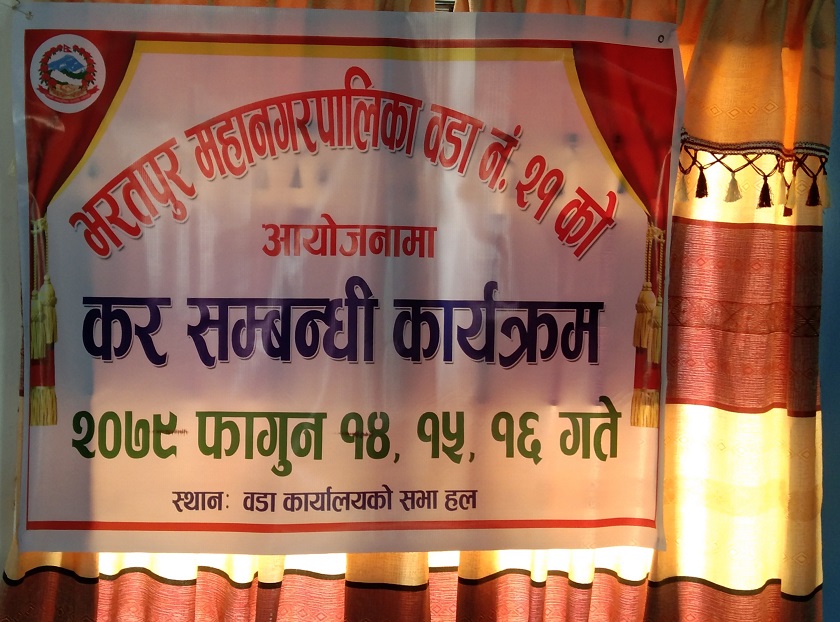 भरतपुर महानगरपालिका वडा नं. २१ को
आयोजनामा
कर सम्बन्धी कार्यक्रम
२०७९ फागुन १४, १५, १६ गते
स्थानः वडा कार्यालयको सभा हल